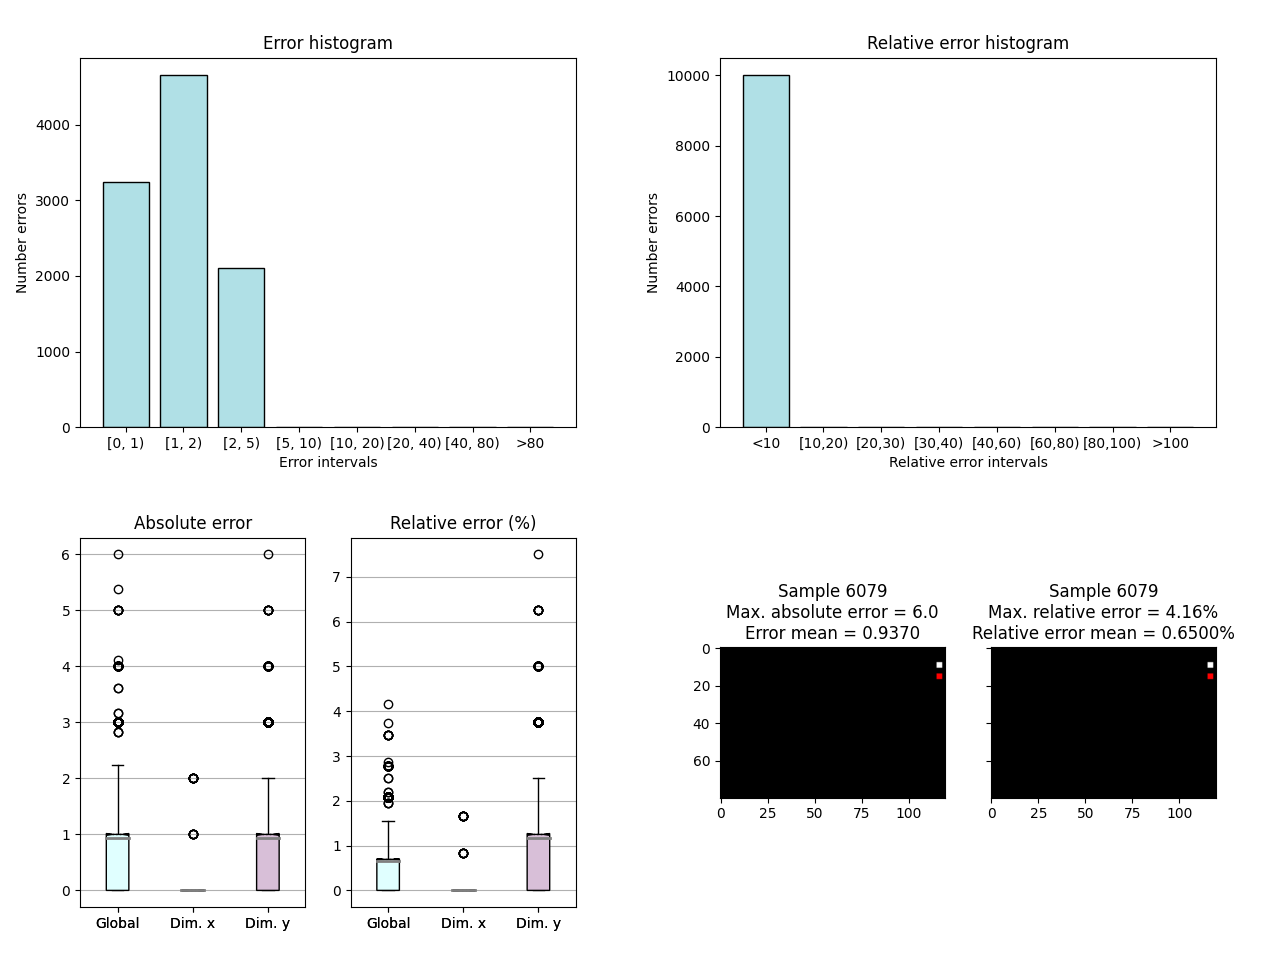 Error histogram
Number errors
4000
3000
2000
1000
0
[0, 1) [1, 2) [2, 5) [5, 10) [10, 20) [20, 40) [40, 80) >80
Error intervals
Relative error histogram
Number errors
10000
8000
6000
4000
2000
0
<10 [10,20) [20,30) [30,40) [40,60) [60,80) [80,100) >100
Relative error intervals
Absolute error
6
5
4
3
2
1
0
Global Dim. x Dim. y
Relative error (%)
7
6
5
4
3
2
1
0
Global Dim. x Dim. y
Sample 6079
Max. absolute error = 6.0
Error mean = 0.9370
0
20
40
60
0 25 50 75 100
Sample 6079
Max. relative error = 4.16%
Relative error mean = 0.6500%
0 25 50 75 100